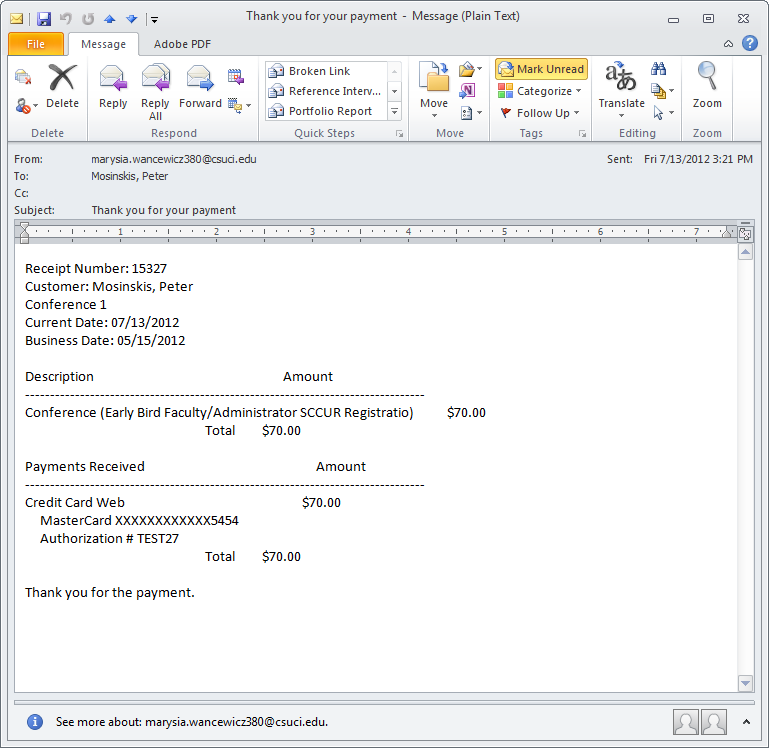 Thank you for your payment - Message (Plain Text)
File Message Adobe PDF
Delete
Reply
Reply All
Forward
Broken Link
Reference Interv...
Portfolio Report
Move
Mark Unread
Categorize
Follow Up
Translate
Zoom
Delete Respond Quick Steps Move Tags Editing Zoom
From: marysia.wancewicz380@csuci.edu Sent: Fri 7/13/2012 3:21 PM
To: Mosinskis, Peter
Cc:
Subject: Thank you for your payment
1 2 3 4 5 6 7
Receipt Number: 15327
Customer: Mosinskis, Peter
Conference 1
Current Date: 07/13/2012
Business Date: 05/15/2012
Description Amount
--------------------------------------------------------------------------------
Conference (Early Bird Faculty/Administrator SCCUR Registratio) $70.00
Total $70.00
Payments Received Amount
--------------------------------------------------------------------------------
Credit Card Web $70.00
MasterCard XXXXXXXXXXXX5454
Authorization # TEST27
Total $70.00
Thank you for the payment.
See more about: marysia.wancewicz380@csuci.edu.